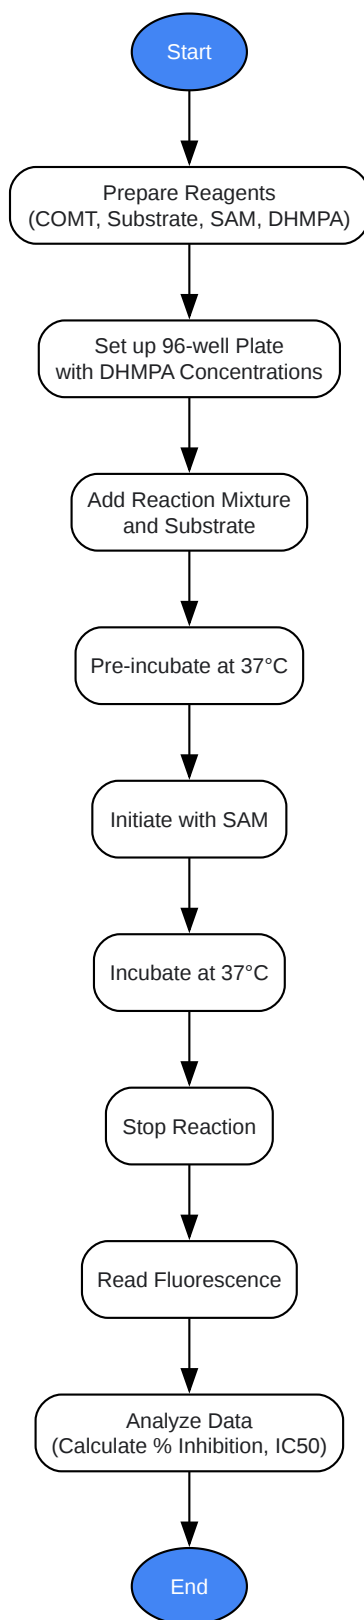 Start
Prepare Reagents
(COMT, Substrate, SAM, DHMPA)
Set up 96-well Plate
with DHMPA Concentrations
Add Reaction Mixture
and Substrate
Pre-incubate at 37°C
Initiate with SAM
Incubate at 37°C
Stop Reaction
Read Fluorescence
Analyze Data
(Calculate % Inhibition, IC50)
End